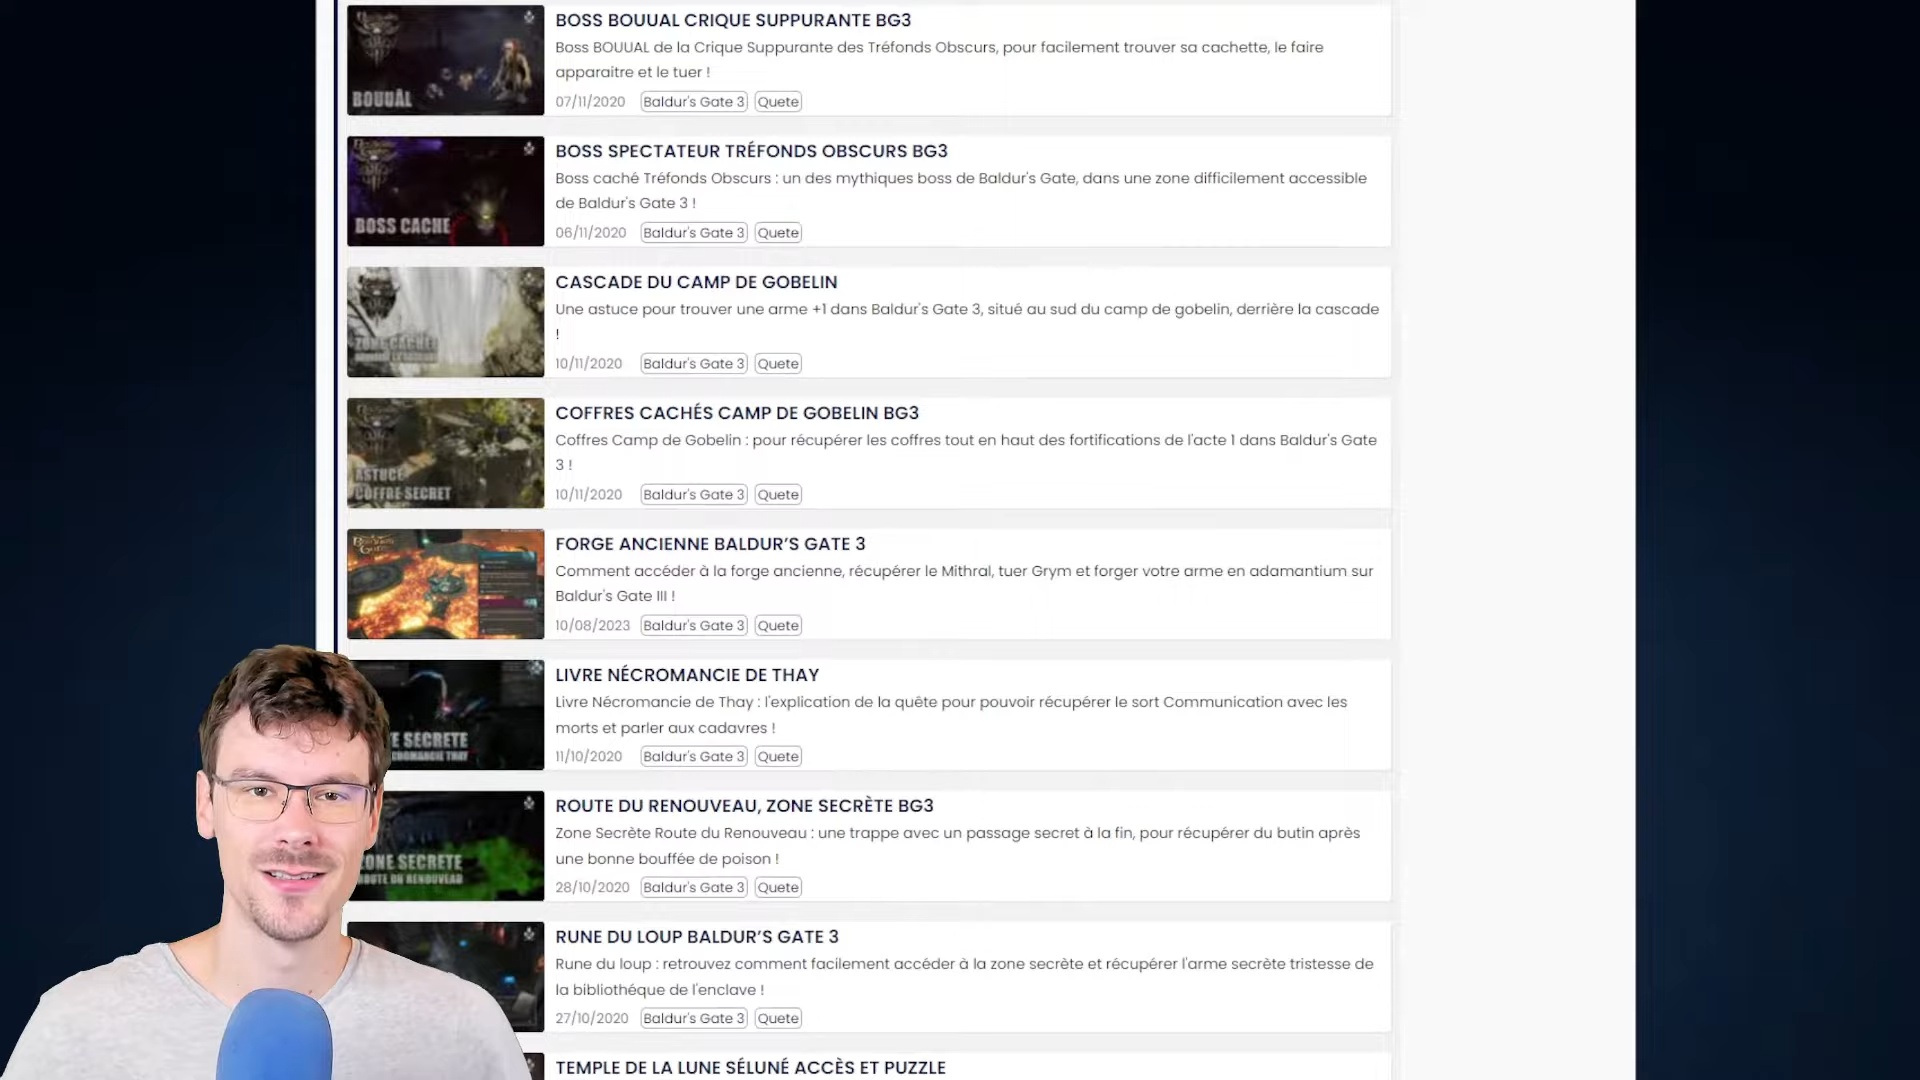 BOSS BOUUAL CRIQUE SUPPURANTE BG3
Boss BOUUAL de la Crique Suppurante des Tréfonds Obscurs, pour facilement trouver sa cachette, le faire
apparaitre et le tuer !
BOUUÂL
07/11/2020 Baldur's Gate 3 Quete
BOSS SPECTATEUR TRÉFONDS OBSCURS BG3
Boss caché Tréfonds Obscurs : un des mythiques boss de Baldur's Gate, dans une zone difficilement accessible
de Baldur's Gate 3 !
BOSS CACHE
06/11/2020 Baldur's Gate 3 Quete
CASCADE DU CAMP DE GOBELIN
Une astuce pour trouver une arme +1 dans Baldur's Gate 3, situé au sud du camp de gobelin, derrière la cascade
!
ZONE CACHÉE
10/11/2020 Baldur's Gate 3 Quete
COFFRES CACHÉS CAMP DE GOBELIN BG3
Coffres Camp de Gobelin : pour récupérer les coffres tout en haut des fortifications de l'acte 1 dans Baldur's Gate
3 !
ASTUCE
COFFRE SECRET
10/11/2020 Baldur's Gate 3 Quete
FORGE ANCIENNE BALDUR’S GATE 3
Comment accéder à la forge ancienne, récupérer le Mithral, tuer Grym et forger votre arme en adamantium sur
Baldur's Gate III !
10/08/2023 Baldur's Gate 3 Quete
LIVRE NÉCROMANCIE DE THAY
Livre Nécromancie de Thay : l'explication de la quête pour pouvoir récupérer le sort Communication avec les
morts et parler aux cadavres !
E SECRETE
CROMANCIE THAY
11/10/2020 Baldur's Gate 3 Quete
ROUTE DU RENOUVEAU, ZONE SECRÈTE BG3
Zone Secrète Route du Renouveau : une trappe avec un passage secret à la fin, pour récupérer du butin après
une bonne bouffée de poison !
ZONE SECRETE
ROUTE DU RENOUVEAU
28/10/2020 Baldur's Gate 3 Quete
RUNE DU LOUP BALDUR’S GATE 3
Rune du loup : retrouvez comment facilement accéder à la zone secrète et récupérer l'arme secrète tristesse de
la bibliothéque de l'enclave !
27/10/2020 Baldur's Gate 3 Quete
TEMPLE DE LA LUNE SÉLUNÉ ACCÈS ET PUZZLE